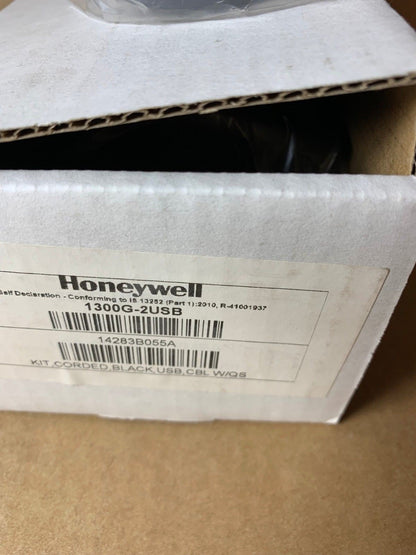 Honeywell
Self Declaration - Conforming to IS 13252 (Part 1):2010, R-41001937
1300G-2USB
14283B055A
KIT,CORDED,BLACK,USB,CBL W/QS